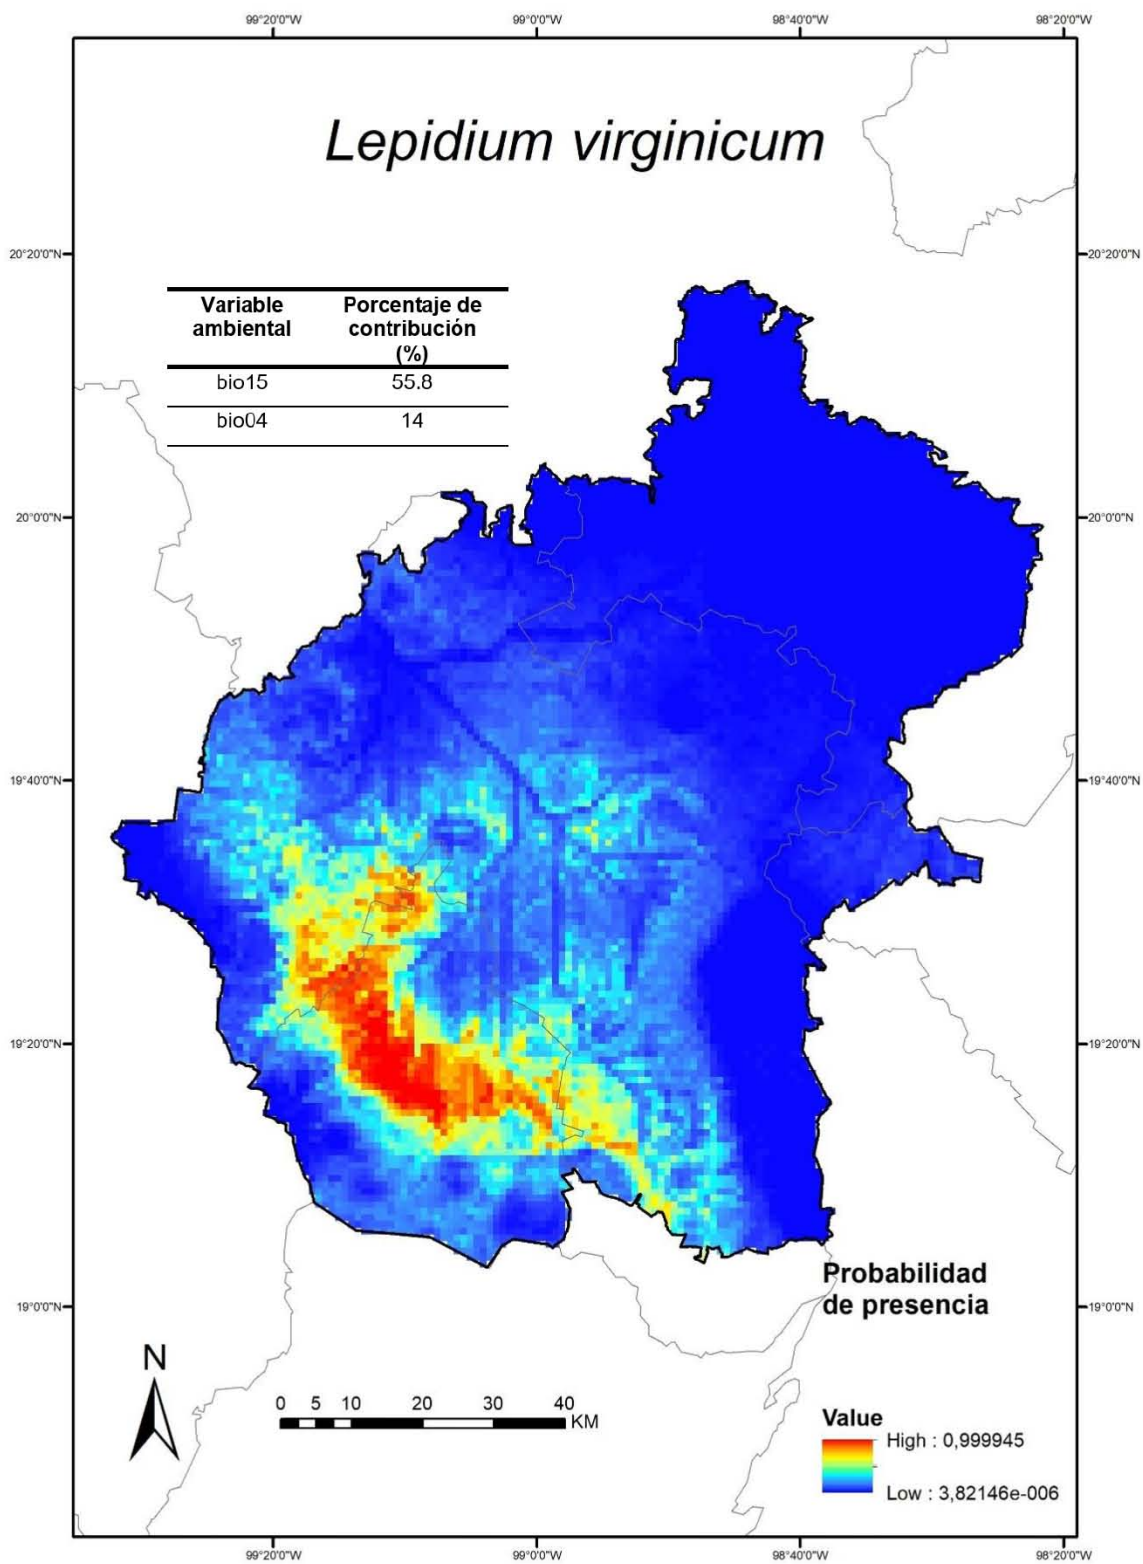 99°20'0"W 99°0'0"W 98°40'0"W 98°20'0"W
Lepidium virginicum
20°20'0"N 20°20'0"N
Variable ambiental Porcentaje de contribución (%)
bio15 55.8
bio04 14
20°0'0"N 20°0'0"N
19°40'0"N 19°40'0"N
19°20'0"N 19°20'0"N
Probabilidad
de presencia
19°0'0"N 19°0'0"N
N
0 5 10 20 30 40
KM
Value
High : 0,999945
Low : 3,82146e-006
99°20'0"W 99°0'0"W 98°40'0"W 98°20'0"W